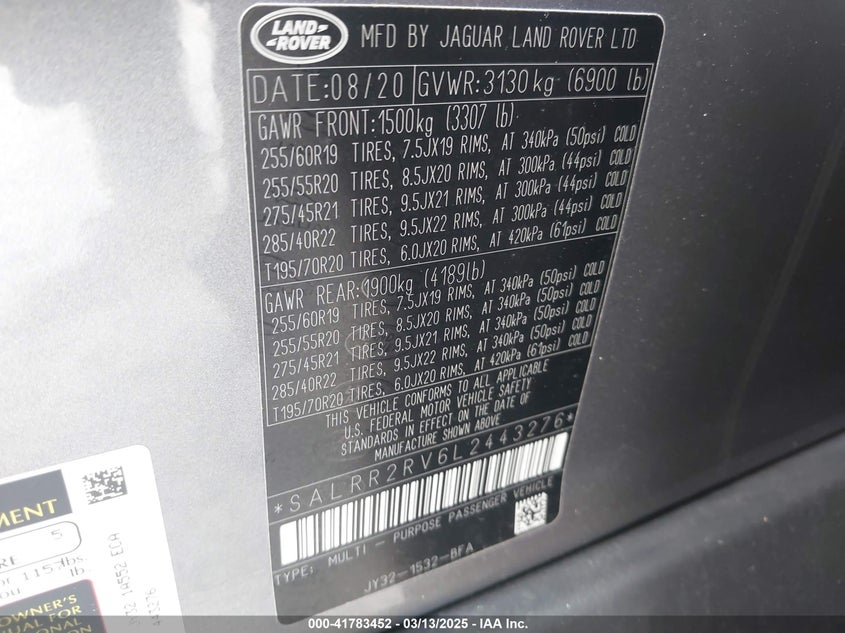 LAND ROVER
MFD BY JAGUAR LAND ROVER LTD
DATE:08/20 GVWR:3130kg (6900 lb)
GAWR FRONT:1500kg (3307 lb)
255/60R19 TIRES, 7.5JX19 RIMS, AT 340kPa (50psi) COLD
255/55R20 TIRES, 8.5JX20 RIMS, AT 300kPa (44psi) COLD
275/45R21 TIRES, 9.5JX21 RIMS, AT 300kPa (44psi) COLD
285/40R22 TIRES, 9.5JX22 RIMS, AT 300kPa (44psi) COLD
T195/70R20 TIRES, 6.0JX20 RIMS, AT 420kPa (61psi) COLD
GAWR REAR:1900kg (4189lb)
255/60R19 TIRES, 7.5JX19 RIMS, AT 340kPa (50psi) COLD
255/55R20 TIRES, 8.5JX20 RIMS, AT 340kPa (50psi) COLD
275/45R21 TIRES, 9.5JX21 RIMS, AT 340kPa (50psi) COLD
285/40R22 TIRES, 9.5JX22 RIMS, AT 340kPa (50psi) COLD
T195/70R20 TIRES, 6.0JX20 RIMS, AT 420kPa (61psi) COLD
THIS VEHICLE CONFORMS TO ALL APPLICABLE
U.S. FEDERAL MOTOR VEHICLE SAFETY
STANDARDS IN EFFECT ON THE DATE OF
MANUFACTURE SHOWN ABOVE
*SALRR2RV6L2443276*
TYPE: MULTI - PURPOSE PASSENGER VEHICLE
JY32-1532-BFA
5
or 1157lbs.
lb.
OWNER'S
FOR
443276
000-41783452 - 03/13/2025 - IAA Inc.